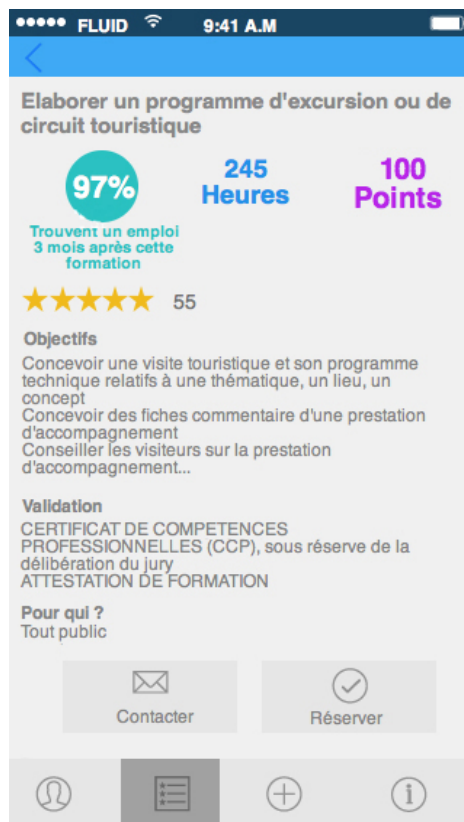 FLUID 9:41 A.M
Elaborer un programme d'excursion ou de
circuit touristique
97%
Trouvent un emploi
3 mois après cette
formation
245
Heures
100
Points
55
Objectifs
Concevoir une visite touristique et son programme
technique relatifs à une thématique, un lieu, un
concept
Concevoir des fiches commentaire d'une prestation
d'accompagnement
Conseiller les visiteurs sur la prestation
d'accompagnement...
Validation
CERTIFICAT DE COMPETENCES
PROFESSIONNELLES (CCP), sous réserve de la
délibération du jury
ATTESTATION DE FORMATION
Pour qui ?
Tout public
Contacter
Réserver